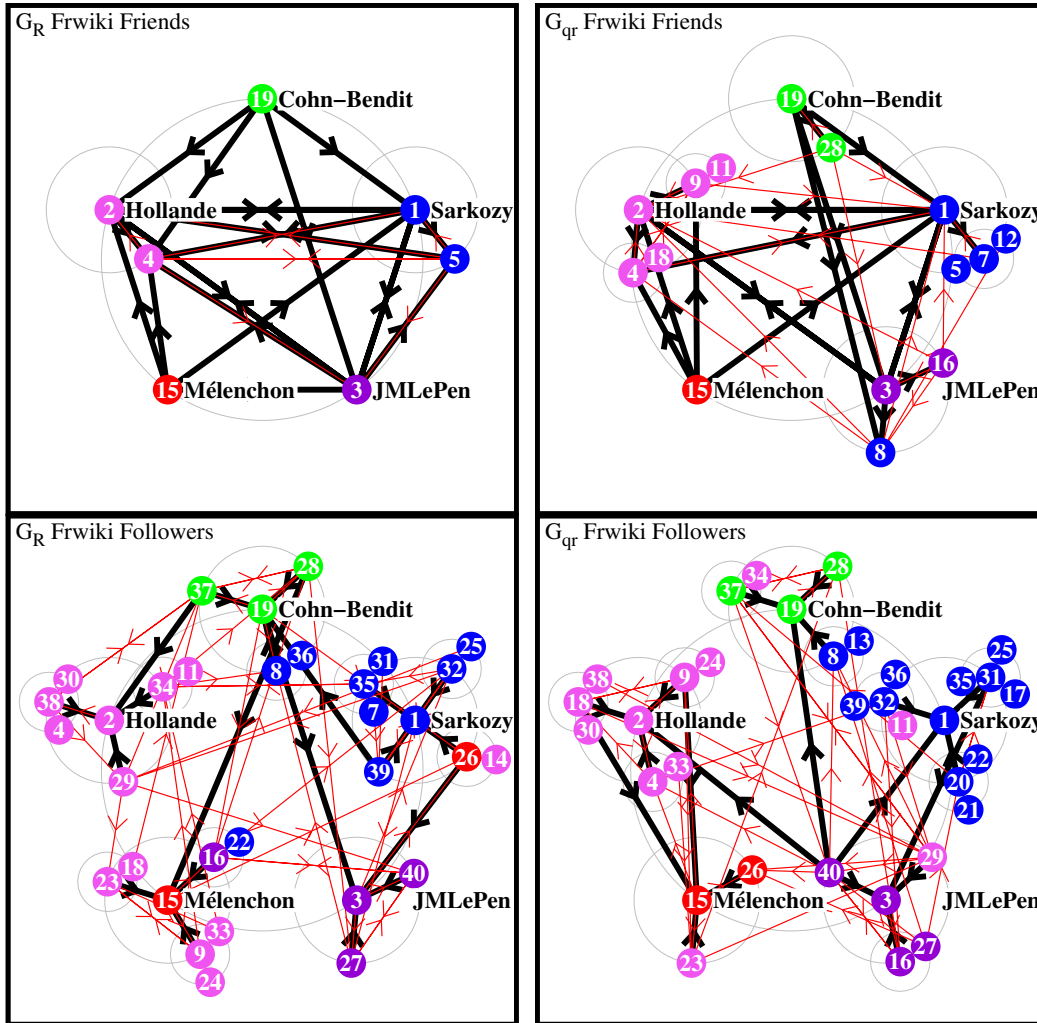 G_R Frwiki Friends
19 Cohn−Bendit
2 Hollande
1 Sarkozy
4
5
15 Mélenchon
3 JMLePen
G_qr Frwiki Friends
19 Cohn−Bendit
28
11
9
2 Hollande
1 Sarkozy
12
18
4
5
7
16
15 Mélenchon
3 JMLePen
8
G_R Frwiki Followers
28
37
19 Cohn−Bendit
25
36
31
32
8
11
30
34
35
38
7
2 Hollande
1 Sarkozy
4
26
14
39
29
22
16
18
40
23
15 Mélenchon
3 JMLePen
33
9
27
24
G_qr Frwiki Followers
28
34
37
19 Cohn−Bendit
13
25
8
24
36
31
38
9
35
17
18
32
39
2 Hollande
11
1 Sarkozy
30
22
33
4
20
21
29
26
40
15 Mélenchon
3 JMLePen
27
23
16